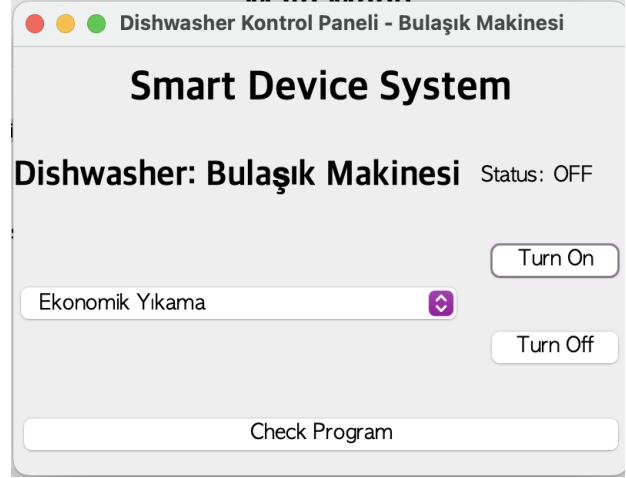 Dishwasher Kontrol Paneli - Bulaşık Makinesi
Smart Device System
Dishwasher: Bulaşık Makinesi Status: OFF
Turn On
Ekonomik Yıkama
Turn Off
Check Program